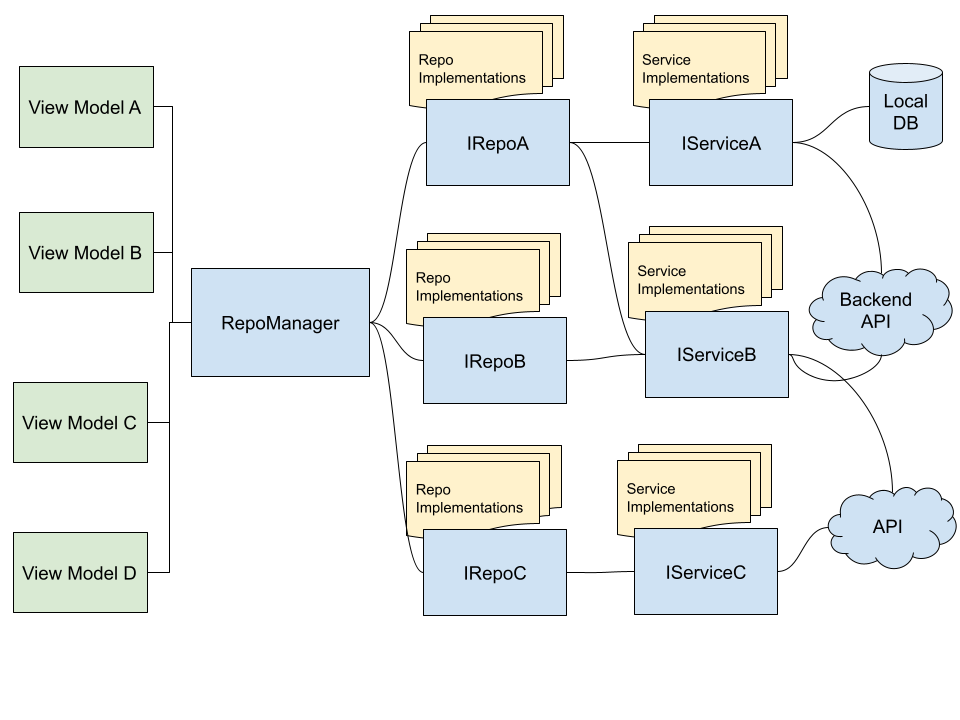 View Model A
View Model B
View Model C
View Model D
RepoManager
Repo
Implementations
IRepoA
Repo
Implementations
IRepoB
Repo
Implementations
IRepoC
Service
Implementations
IServiceA
Service
Implementations
IServiceB
Service
Implementations
IServiceC
Local
DB
Backend
API
API